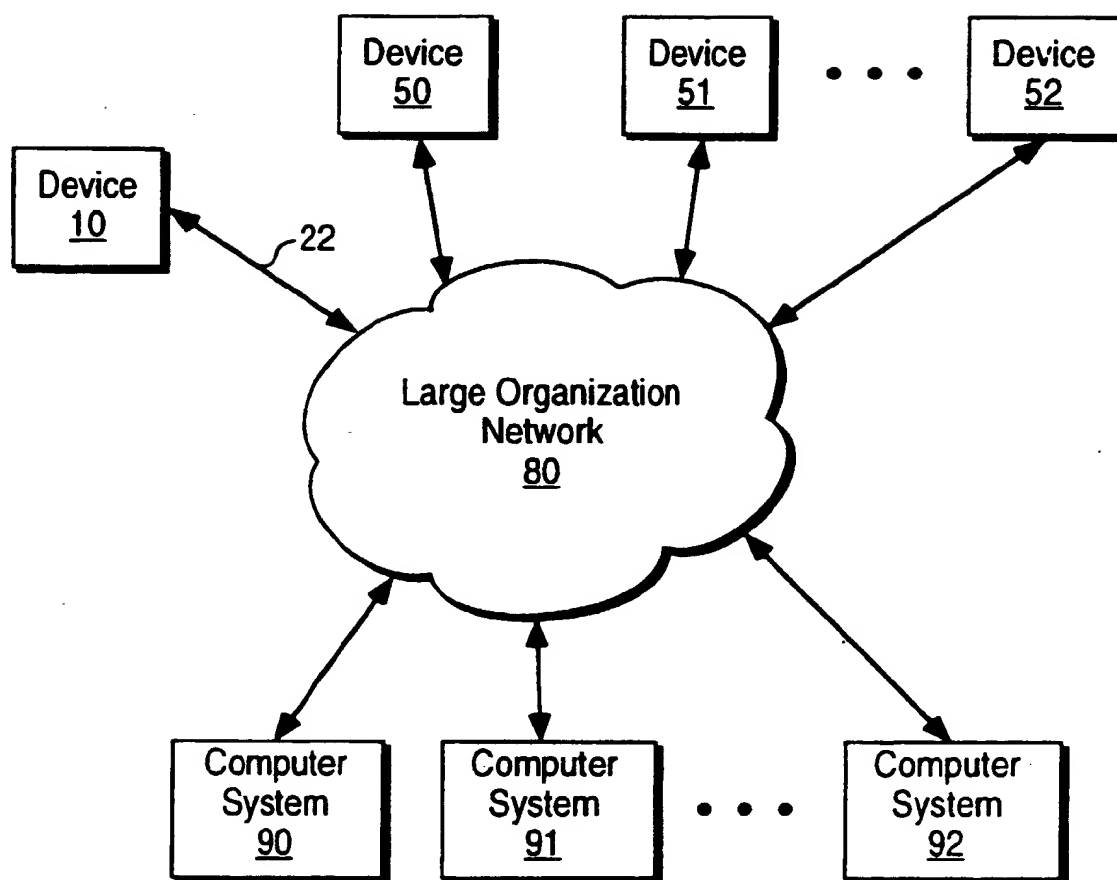 Device
50
Device
51
Device
52
Device
10
22
Large Organization
Network
80
Computer
System
90
Computer
System
91
Computer
System
92